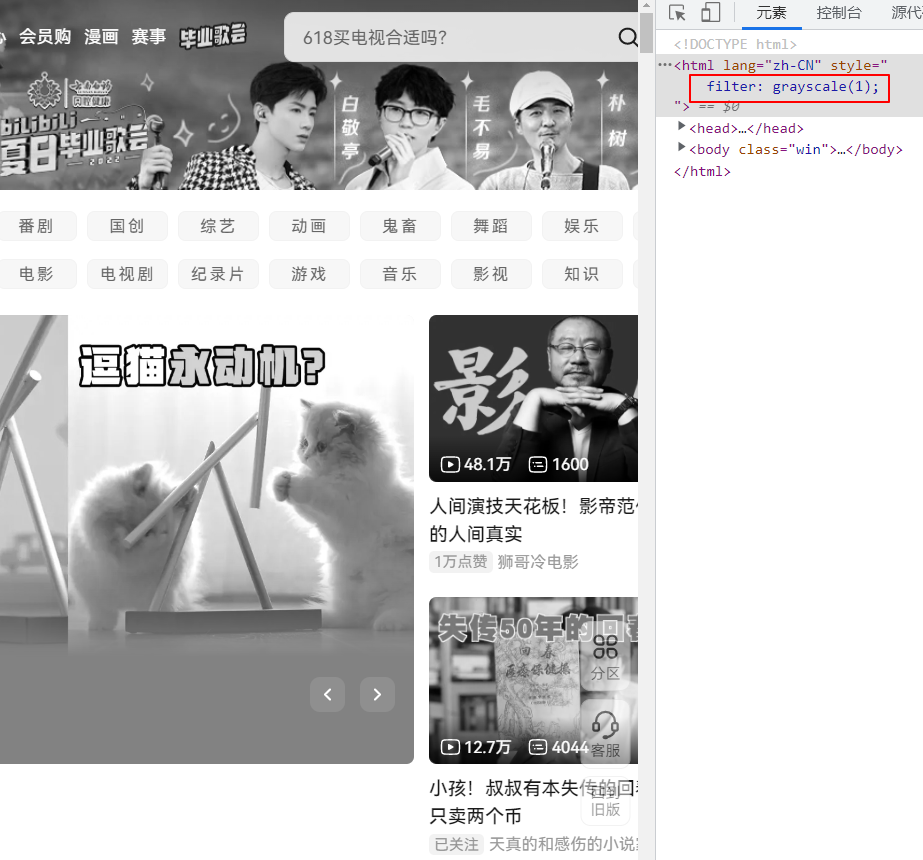 会员购 漫画 赛事 毕业歌会
618买电视合适吗?
bilibili
夏日毕业歌会
2022
白敬亭
毛不易
朴树
番剧 国创 综艺 动画 鬼畜 舞蹈 娱乐
电影 电视剧 纪录片 游戏 音乐 影视 知识
逗猫永动机?
影
48.1万 1600
人间演技天花板！影帝范
的人间真实
1万点赞 狮哥冷电影
失传50年的回春
回春
医疗保健操
分区
12.7万 4044
客服
小孩！叔叔有本失传的回春
只卖两个币
回到
旧版
已关注 天真的和感伤的小说家
元素 控制台 源代
<!DOCTYPE html>
<html lang="zh-CN" style="
filter: grayscale(1);
"> == $0
<head>…</head>
<body class="win">…</body>
</html>